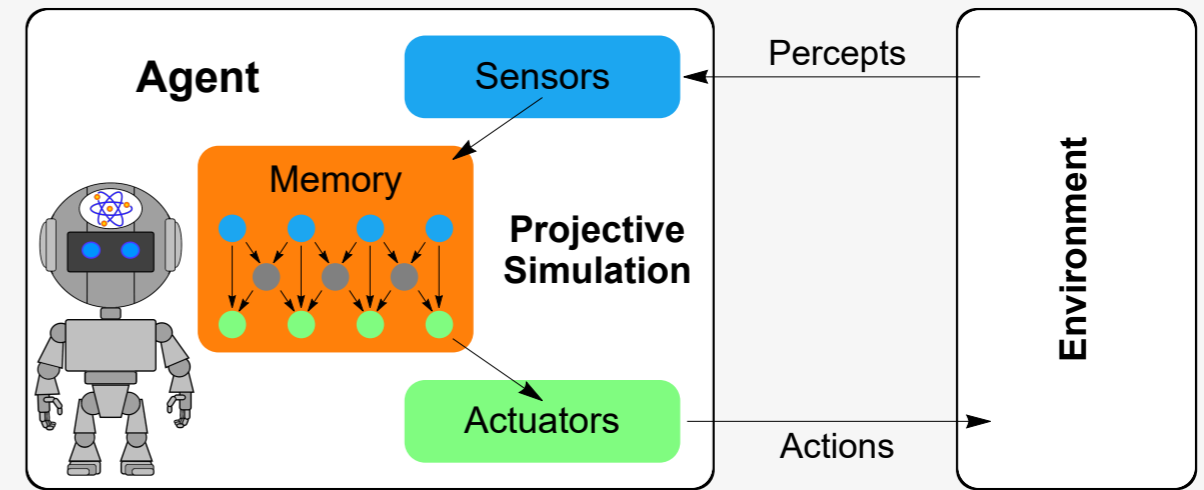 Agent
Sensors
Percepts
Memory
Projective
Simulation
Environment
Actuators
Actions